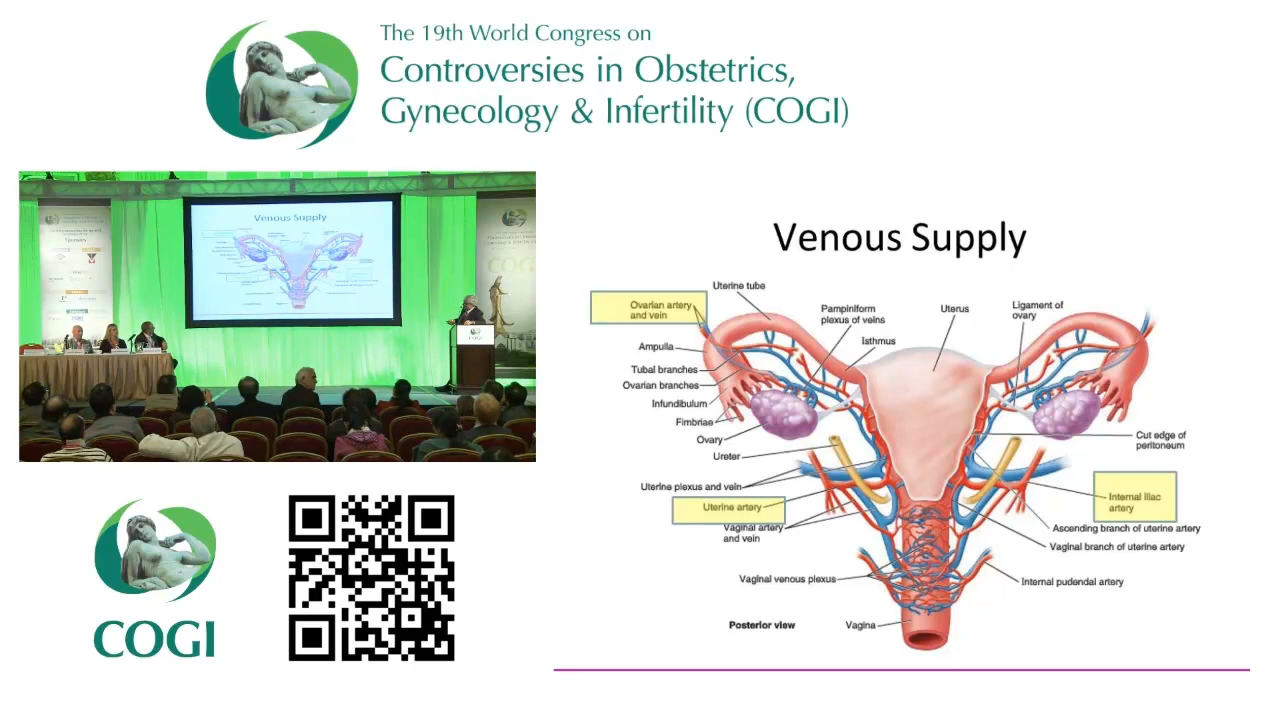 The 19th World Congress on
Controversies in Obstetrics,
Gynecology & Infertility (COGI)
Venous Supply
COGI
Venous Supply
Uterine tube
Ovarian artery
and vein
Pampiniform
plexus of veins
Uterus
Ligament of
ovary
Isthmus
Ampulla
Tubal branches
Ovarian branches
Infundibulum
Fimbriae
Ovary
Ureter
Cut edge of
peritoneum
Uterine plexus and vein
Uterine artery
Internal iliac
artery
Vaginal artery
and vein
Ascending branch of uterine artery
Vaginal branch of uterine artery
Vaginal venous plexus
Internal pudendal artery
Posterior view
Vagina
COGI